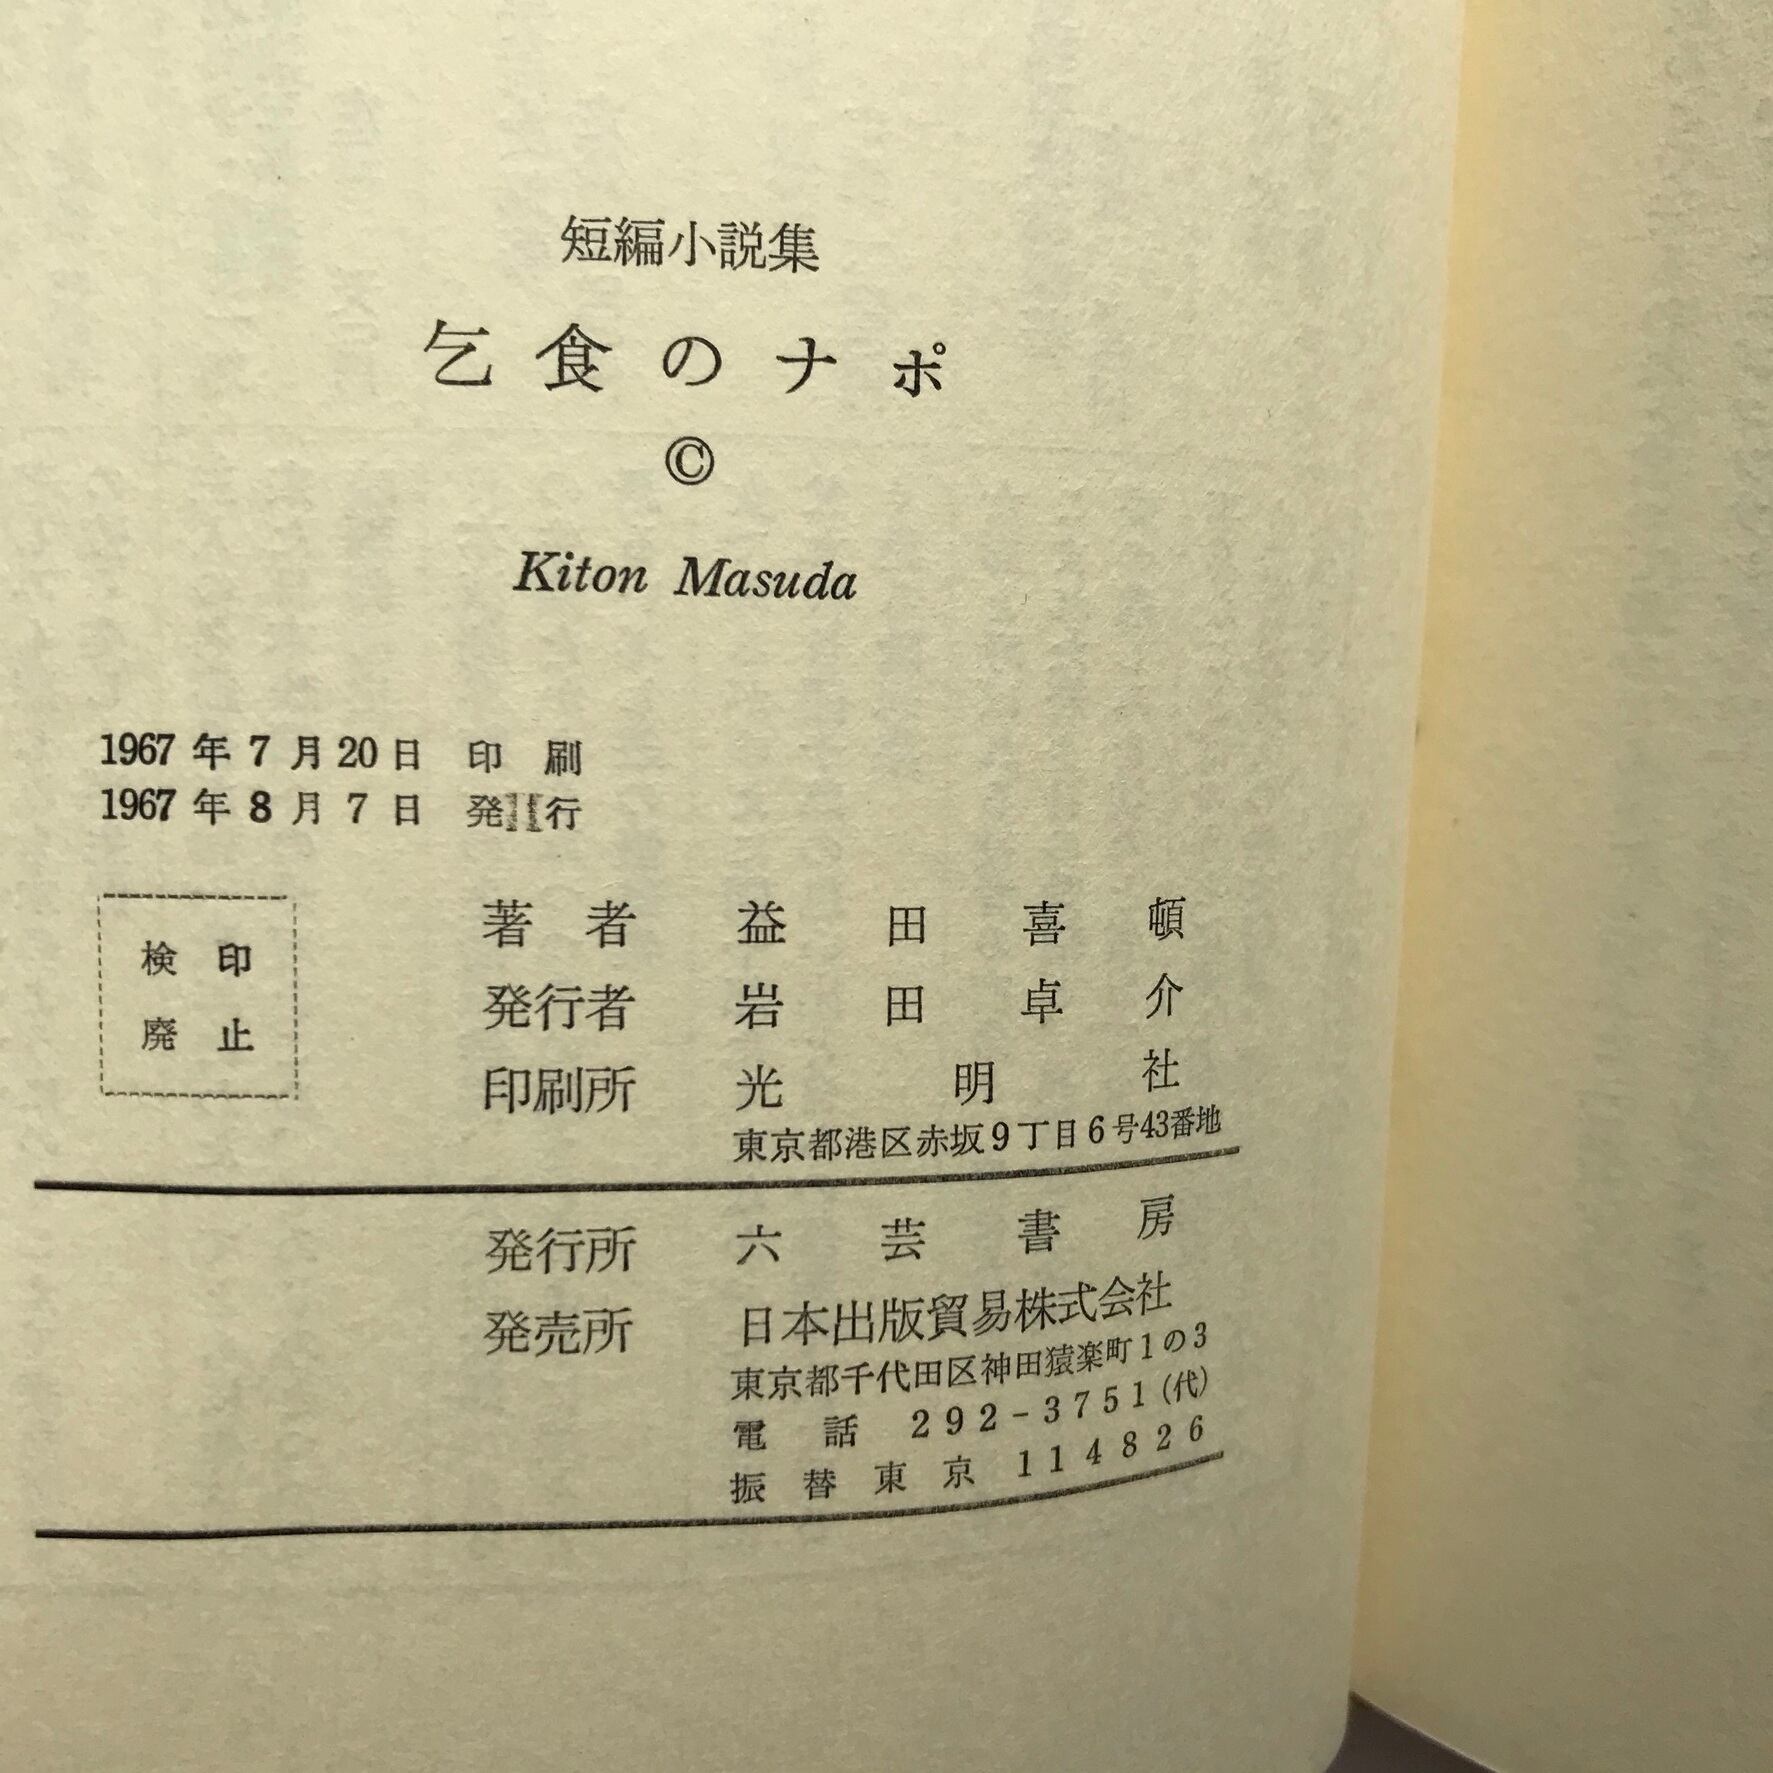 短編小説集
乞食のナポ
©
Kiton Masuda
1967年7月20日 印刷
1967年8月7日 発行
検印
廃止
著者 益田喜頓
発行者 岩田卓介
印刷所 光明社
東京都港区赤坂9丁目6号43番地
発行所 六芸書房
発売所 日本出版貿易株式会社
東京都千代田区神田猿楽町1の3
電話 292-3751(代)
振替東京 114826